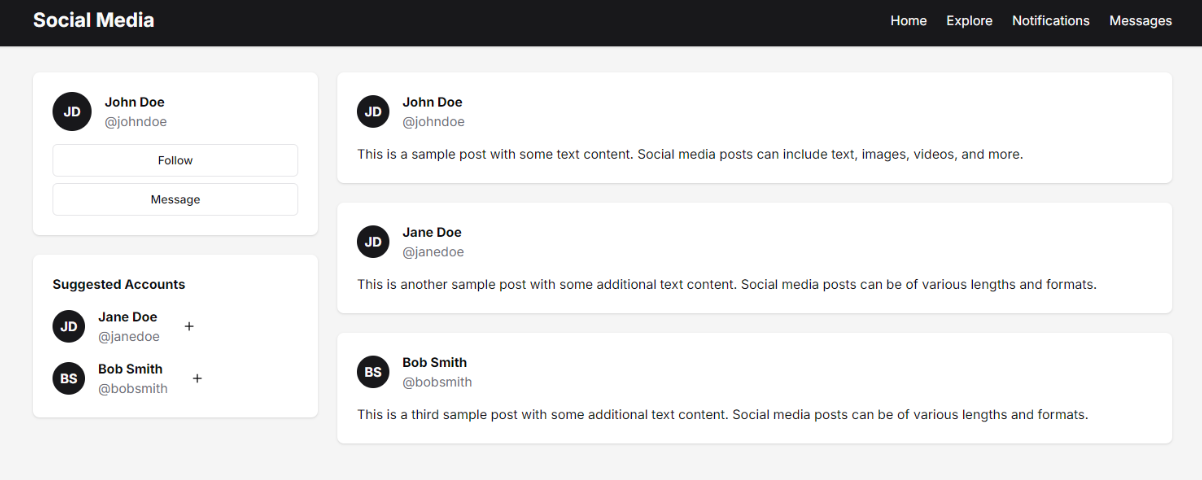 Social Media
Home Explore Notifications Messages
JD
John Doe
@johndoe
Follow
Message
Suggested Accounts
JD
Jane Doe
@janedoe
+
BS
Bob Smith
@bobsmith
+
JD
John Doe
@johndoe
This is a sample post with some text content. Social media posts can include text, images, videos, and more.
JD
Jane Doe
@janedoe
This is another sample post with some additional text content. Social media posts can be of various lengths and formats.
BS
Bob Smith
@bobsmith
This is a third sample post with some additional text content. Social media posts can be of various lengths and formats.